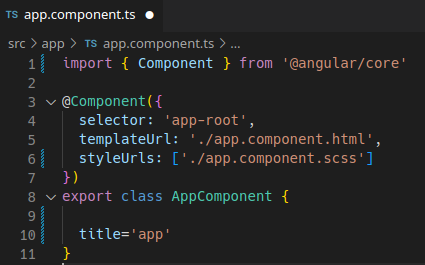 TS app.component.ts ●
src > app > TS app.component.ts > ...
1 import { Component } from '@angular/core'
2
3 @Component({
4   selector: 'app-root',
5   templateUrl: './app.component.html',
6   styleUrls: ['./app.component.scss']
7 })
8 export class AppComponent {
9
10   title='app'
11 }